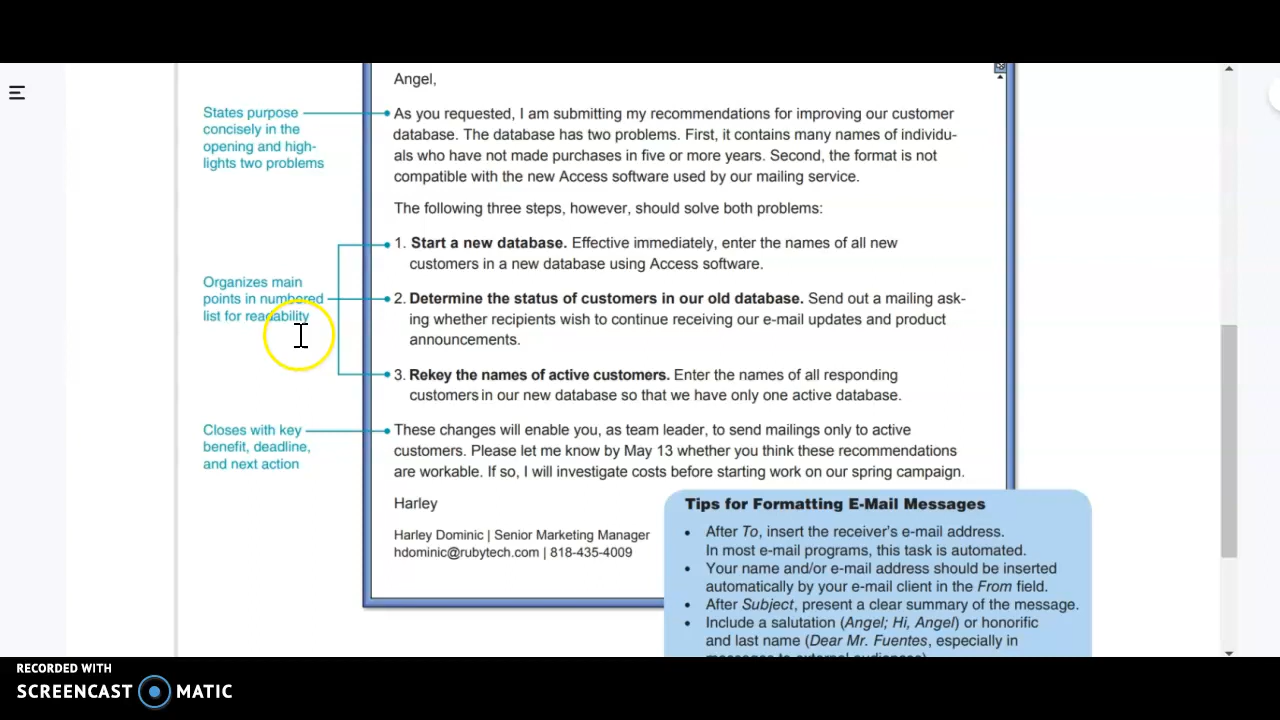 Angel,
States purpose
concisely in the
opening and high-
lights two problems
As you requested, I am submitting my recommendations for improving our customer
database. The database has two problems. First, it contains many names of individu-
als who have not made purchases in five or more years. Second, the format is not
compatible with the new Access software used by our mailing service.
The following three steps, however, should solve both problems:
Organizes main
points in numbered
list for readability
1. Start a new database. Effective immediately, enter the names of all new
customers in a new database using Access software.
2. Determine the status of customers in our old database. Send out a mailing ask-
ing whether recipients wish to continue receiving our e-mail updates and product
announcements.
3. Rekey the names of active customers. Enter the names of all responding
customers in our new database so that we have only one active database.
Closes with key
benefit, deadline,
and next action
These changes will enable you, as team leader, to send mailings only to active
customers. Please let me know by May 13 whether you think these recommendations
are workable. If so, I will investigate costs before starting work on our spring campaign.
Harley
Harley Dominic | Senior Marketing Manager
hdominic@rubytech.com | 818-435-4009
Tips for Formatting E-Mail Messages
• After To, insert the receiver's e-mail address.
In most e-mail programs, this task is automated.
• Your name and/or e-mail address should be inserted
automatically by your e-mail client in the From field.
• After Subject, present a clear summary of the message.
• Include a salutation (Angel; Hi, Angel) or honorific
and last name (Dear Mr. Fuentes, especially in
messages to external audiences)
RECORDED WITH
SCREENCAST MATIC